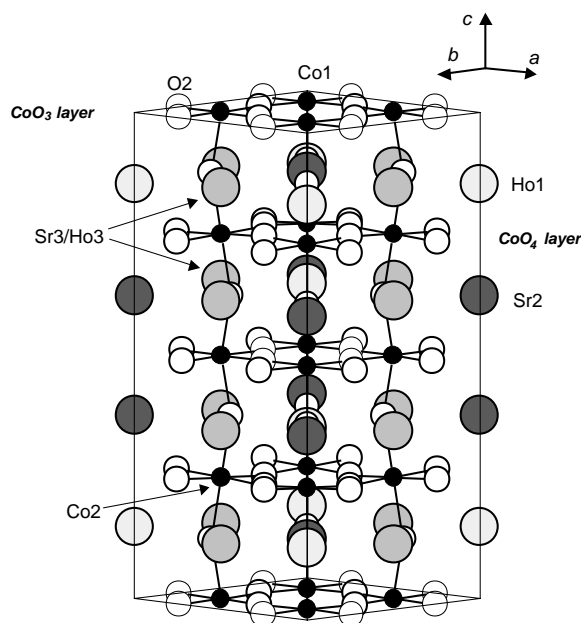 c
b
a
Co1
O2
CoO3 layer
Ho1
Sr3/Ho3
CoO4 layer
Sr2
Co2